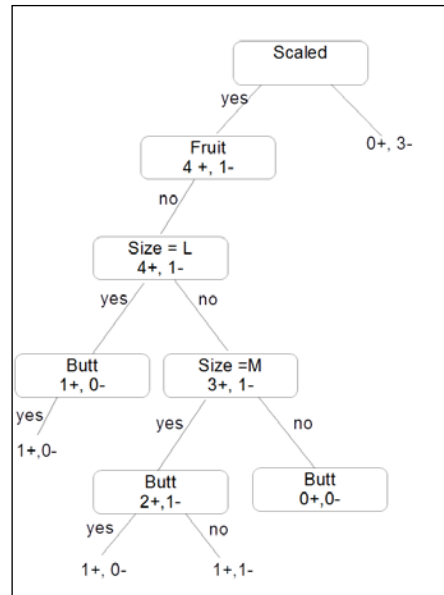 Scaled
yes
Fruit
4 +, 1-
0+, 3-
no
Size = L
4+, 1-
yes
no
Butt
1+, 0-
Size =M
3+, 1-
yes
1+,0-
yes
no
Butt
2+,1-
Butt
0+,0-
yes
no
1+, 0-
1+,1-